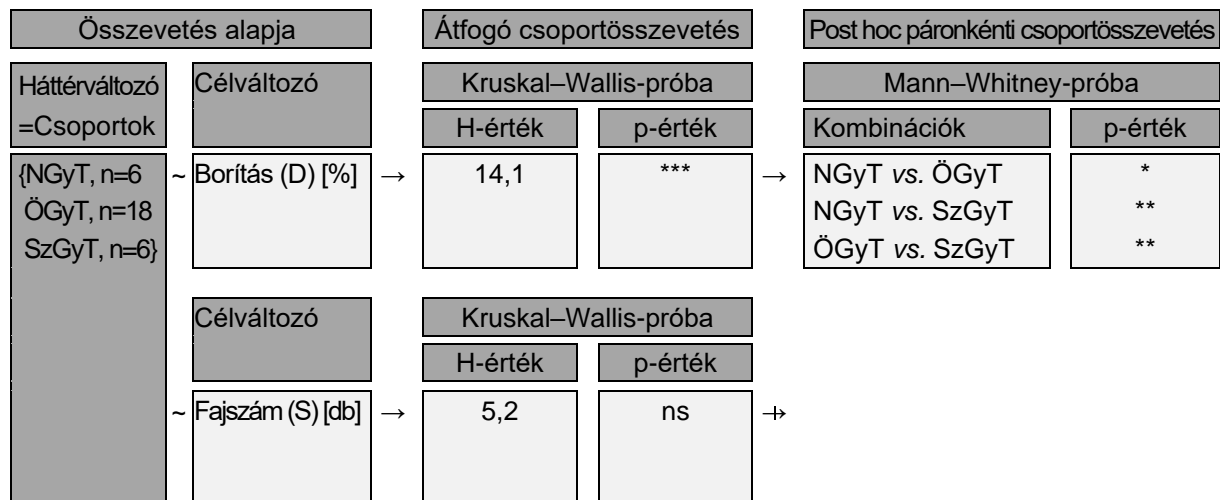 Összevetés alapja
Átfogó csoportösszevetés
Post hoc páronkénti csoportösszevetés
Háttérváltozó
=Csoportok
Célváltozó
Kruskal–Wallis-próba
Mann–Whitney-próba
H-érték
p-érték
Kombinációk
p-érték
{NGyT, n=6 ~ Borítás (D) [%] → 14,1 *** → NGyT vs. ÖGyT *
ÖGyT, n=18 NGyT vs. SzGyT **
SzGyT, n=6} ÖGyT vs. SzGyT **
Célváltozó
Kruskal–Wallis-próba
H-érték
p-érték
~ Fajszám (S) [db] → 5,2 ns ⇸